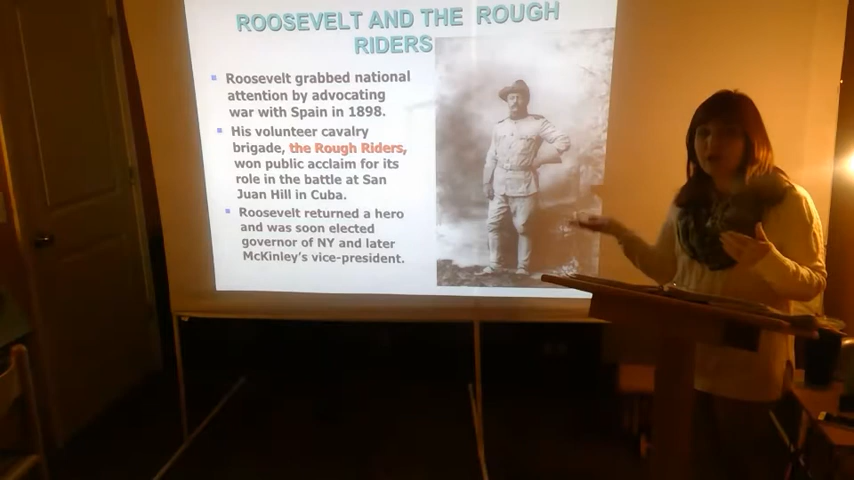 ROOSEVELT AND THE ROUGH
RIDERS
Roosevelt grabbed national
attention by advocating
war with Spain in 1898.
His volunteer cavalry
brigade, the Rough Riders,
won public acclaim for its
role in the battle at San
Juan Hill in Cuba.
Roosevelt returned a hero
and was soon elected
governor of NY and later
McKinley's vice-president.